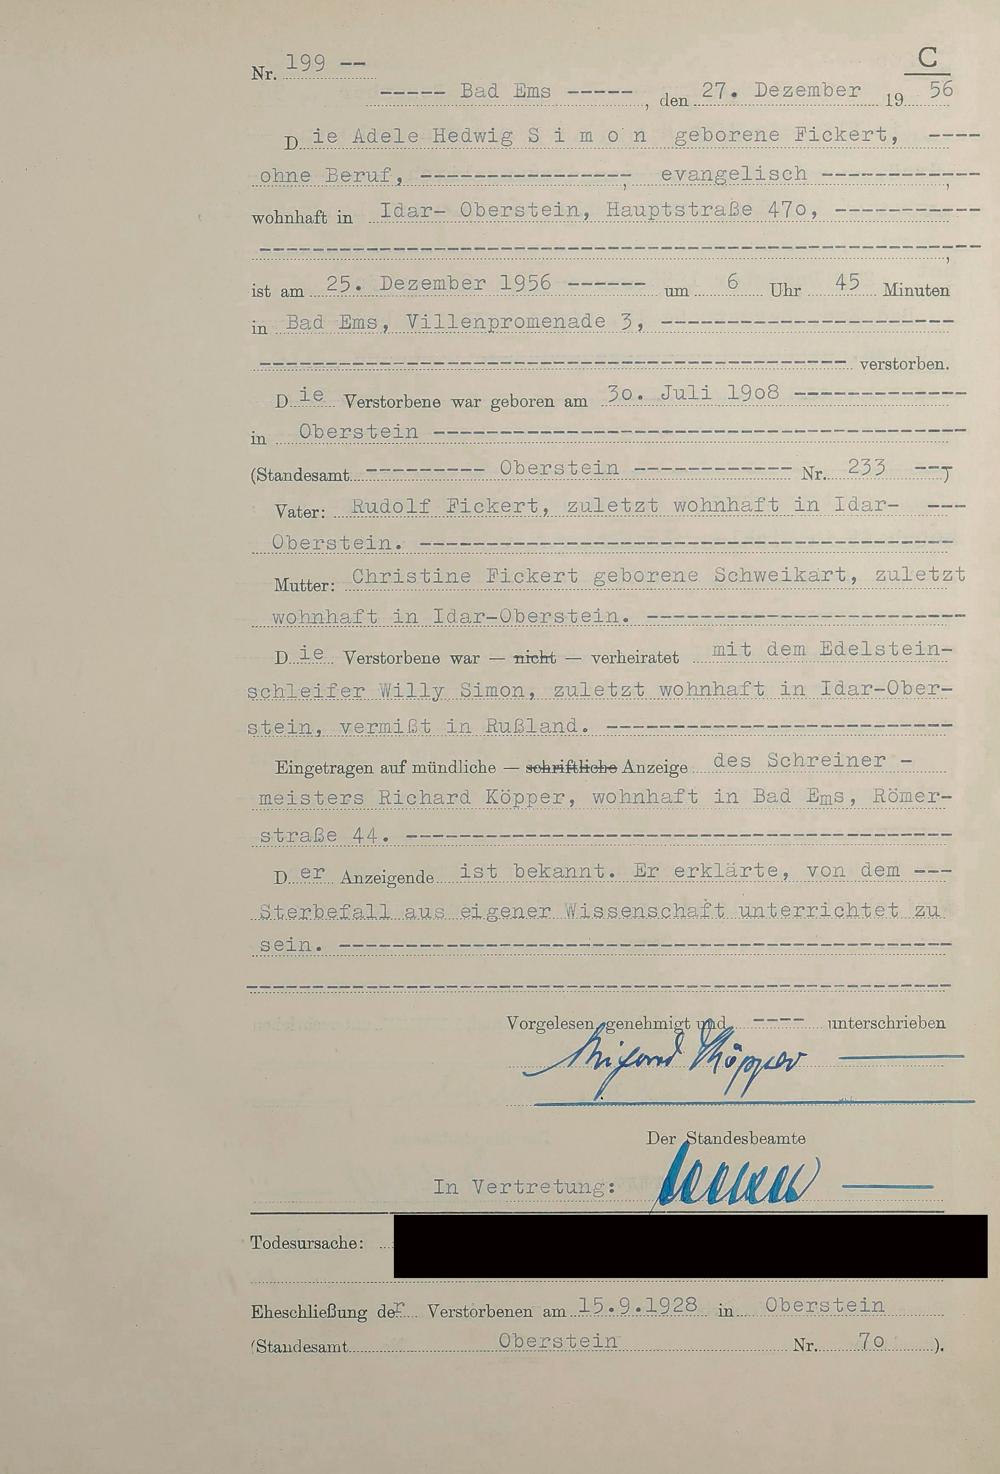 C
Nr. 199 --
----- Bad Ems -----, den 27. Dezember 1956
Die Adele Hedwig S i m o n geborene Fickert, ----
ohne Beruf, ----------------, evangelisch ------------,
wohnhaft in Idar- Oberstein, Hauptstraße 47o, -----------
------------------------------------------------------,
ist am 25. Dezember 1956 ------ um 6 Uhr 45 Minuten
in Bad Ems, Villenpromenade 3, ----------------------
-------------------------------------------- verstorben.
Die Verstorbene war geboren am 3o. Juli 19o8 -------------
in Oberstein ----------------------------------------
(Standesamt --------- Oberstein ------------ Nr. 233 ---)
Vater: Rudolf Fickert, zuletzt wohnhaft in Idar- ---
Oberstein. ----------------------------------------
Mutter: Christine Fickert geborene Schweikart, zuletzt
wohnhaft in Idar-Oberstein. ------------------------
Die Verstorbene war — nicht — verheiratet mit dem Edelstein-
schleifer Willy Simon, zuletzt wohnhaft in Idar-Ober-
stein, vermißt in Rußland. --------------------------
Eingetragen auf mündliche — schriftliche Anzeige des Schreiner -
meisters Richard Köpper, wohnhaft in Bad Ems, Römer-
straße 44. -----------------------------------------
Der Anzeigende ist bekannt. Er erklärte, von dem ---
Sterbefall aus eigener Wissenschaft unterrichtet zu
sein. ----------------------------------------------
-----------------------------------------------------
Vorgelesen, genehmigt und ---- unterschrieben
Köpper
Der Standesbeamte
In Vertretung:
Todesursache:
Eheschließung der Verstorbenen am 15.9.1928 in Oberstein
(Standesamt Oberstein Nr. 7o ).